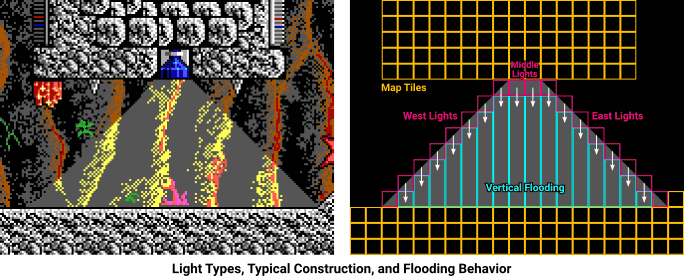 Middle
Lights
Map Tiles
West Lights
East Lights
Vertical Flooding
Light Types, Typical Construction, and Flooding Behavior